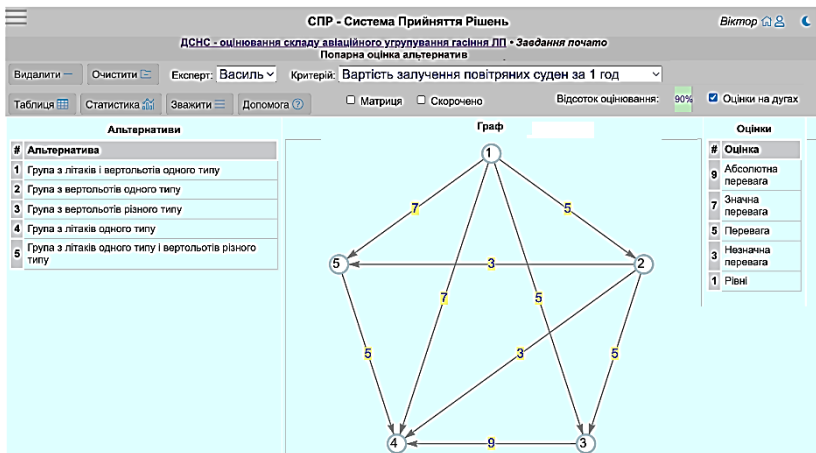 СПР - Система Прийняття Рішень
Віктор
ДСНС - оцінювання складу авіаційного угрупування гасіння ЛП • Завдання почато
Попарна оцінка альтернатив
Видалити Очистити Експерт: Василь Критерій: Вартість залучення повітряних суден за 1 год
Таблиця Статистика Зважити Допомога ? Матриця Скорочено Відсоток оцінювання: 90% Оцінки на дугах
Альтернативи
# Альтернатива
1 Група з літаків і вертольотів одного типу
2 Група з вертольотів одного типу
3 Група з вертольотів різного типу
4 Група з літаків одного типу
5 Група з літаків одного типу і вертольотів різного
типу
Граф
1
7 5
5 3 2
7 5
5 3 5
4 9 3
Оцінки
# Оцінка
9 Абсолютна
перевага
7 Значна
перевага
5 Перевага
3 Незначна
перевага
1 Рівні